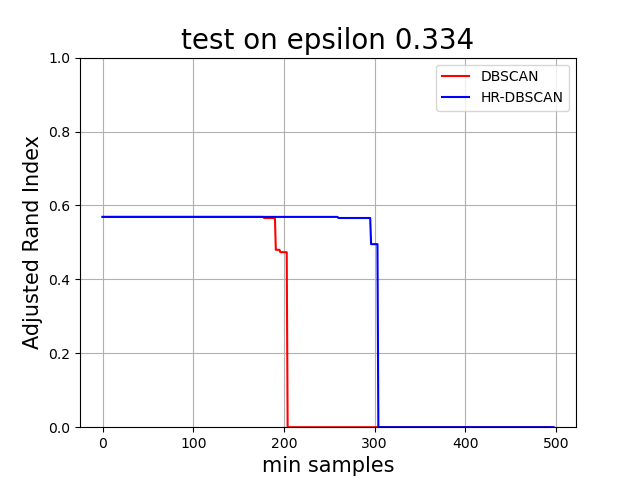 test on epsilon 0.334
DBSCAN
HR-DBSCAN
Adjusted Rand Index
1.0
0.8
0.6
0.4
0.2
0.0
0 100 200 300 400 500
min samples